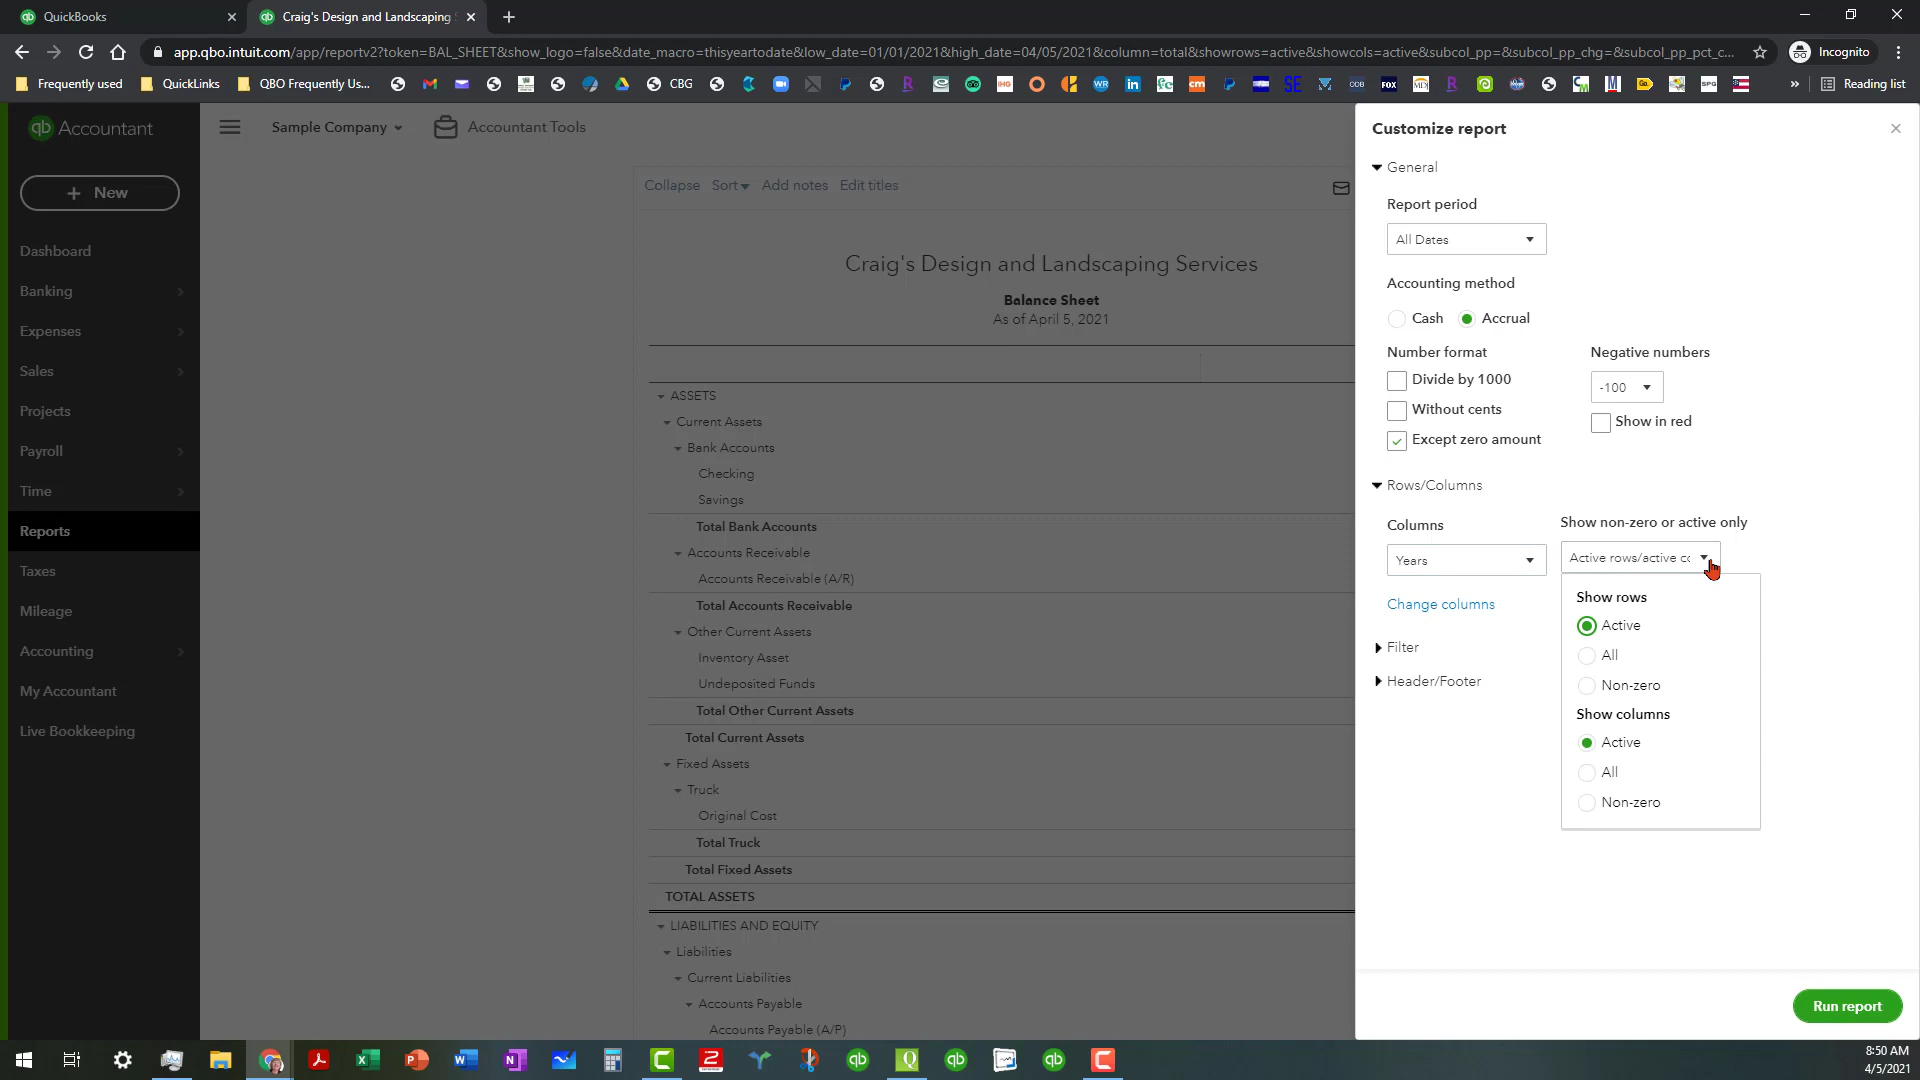 QuickBooks
Craig's Design and Landscaping
app.qbo.intuit.com/app/reportv2?token=BAL_SHEET&show_logo=false&date_macro=thisyeartodate&low_date=01/01/2021&high_date=04/05/2021&column=total&showrows=active&showcols=active&subcol_pp=&subcol_pp_chg=&subcol_pp_pct_c...
Incognito
Frequently used
QuickLinks
QBO Frequently Us...
CBG
Reading list
qb Accountant
Sample Company
Accountant Tools
+ New
Dashboard
Banking
Expenses
Sales
Projects
Payroll
Time
Reports
Taxes
Mileage
Accounting
My Accountant
Live Bookkeeping
Collapse Sort Add notes Edit titles
Craig's Design and Landscaping Services
Balance Sheet
As of April 5, 2021
ASSETS
Current Assets
Bank Accounts
Checking
Savings
Total Bank Accounts
Accounts Receivable
Accounts Receivable (A/R)
Total Accounts Receivable
Other Current Assets
Inventory Asset
Undeposited Funds
Total Other Current Assets
Total Current Assets
Fixed Assets
Truck
Original Cost
Total Truck
Total Fixed Assets
TOTAL ASSETS
LIABILITIES AND EQUITY
Liabilities
Current Liabilities
Accounts Payable
Accounts Payable (A/P)
Customize report
General
Report period
All Dates
Accounting method
Cash Accrual
Number format Negative numbers
Divide by 1000
-100
Without cents
Show in red
Except zero amount
Rows/Columns
Columns Show non-zero or active only
Years Active rows/active co
Change columns
Show rows
Active
All
Non-zero
Show columns
Active
All
Non-zero
Filter
Header/Footer
Run report
8:50 AM
4/5/2021